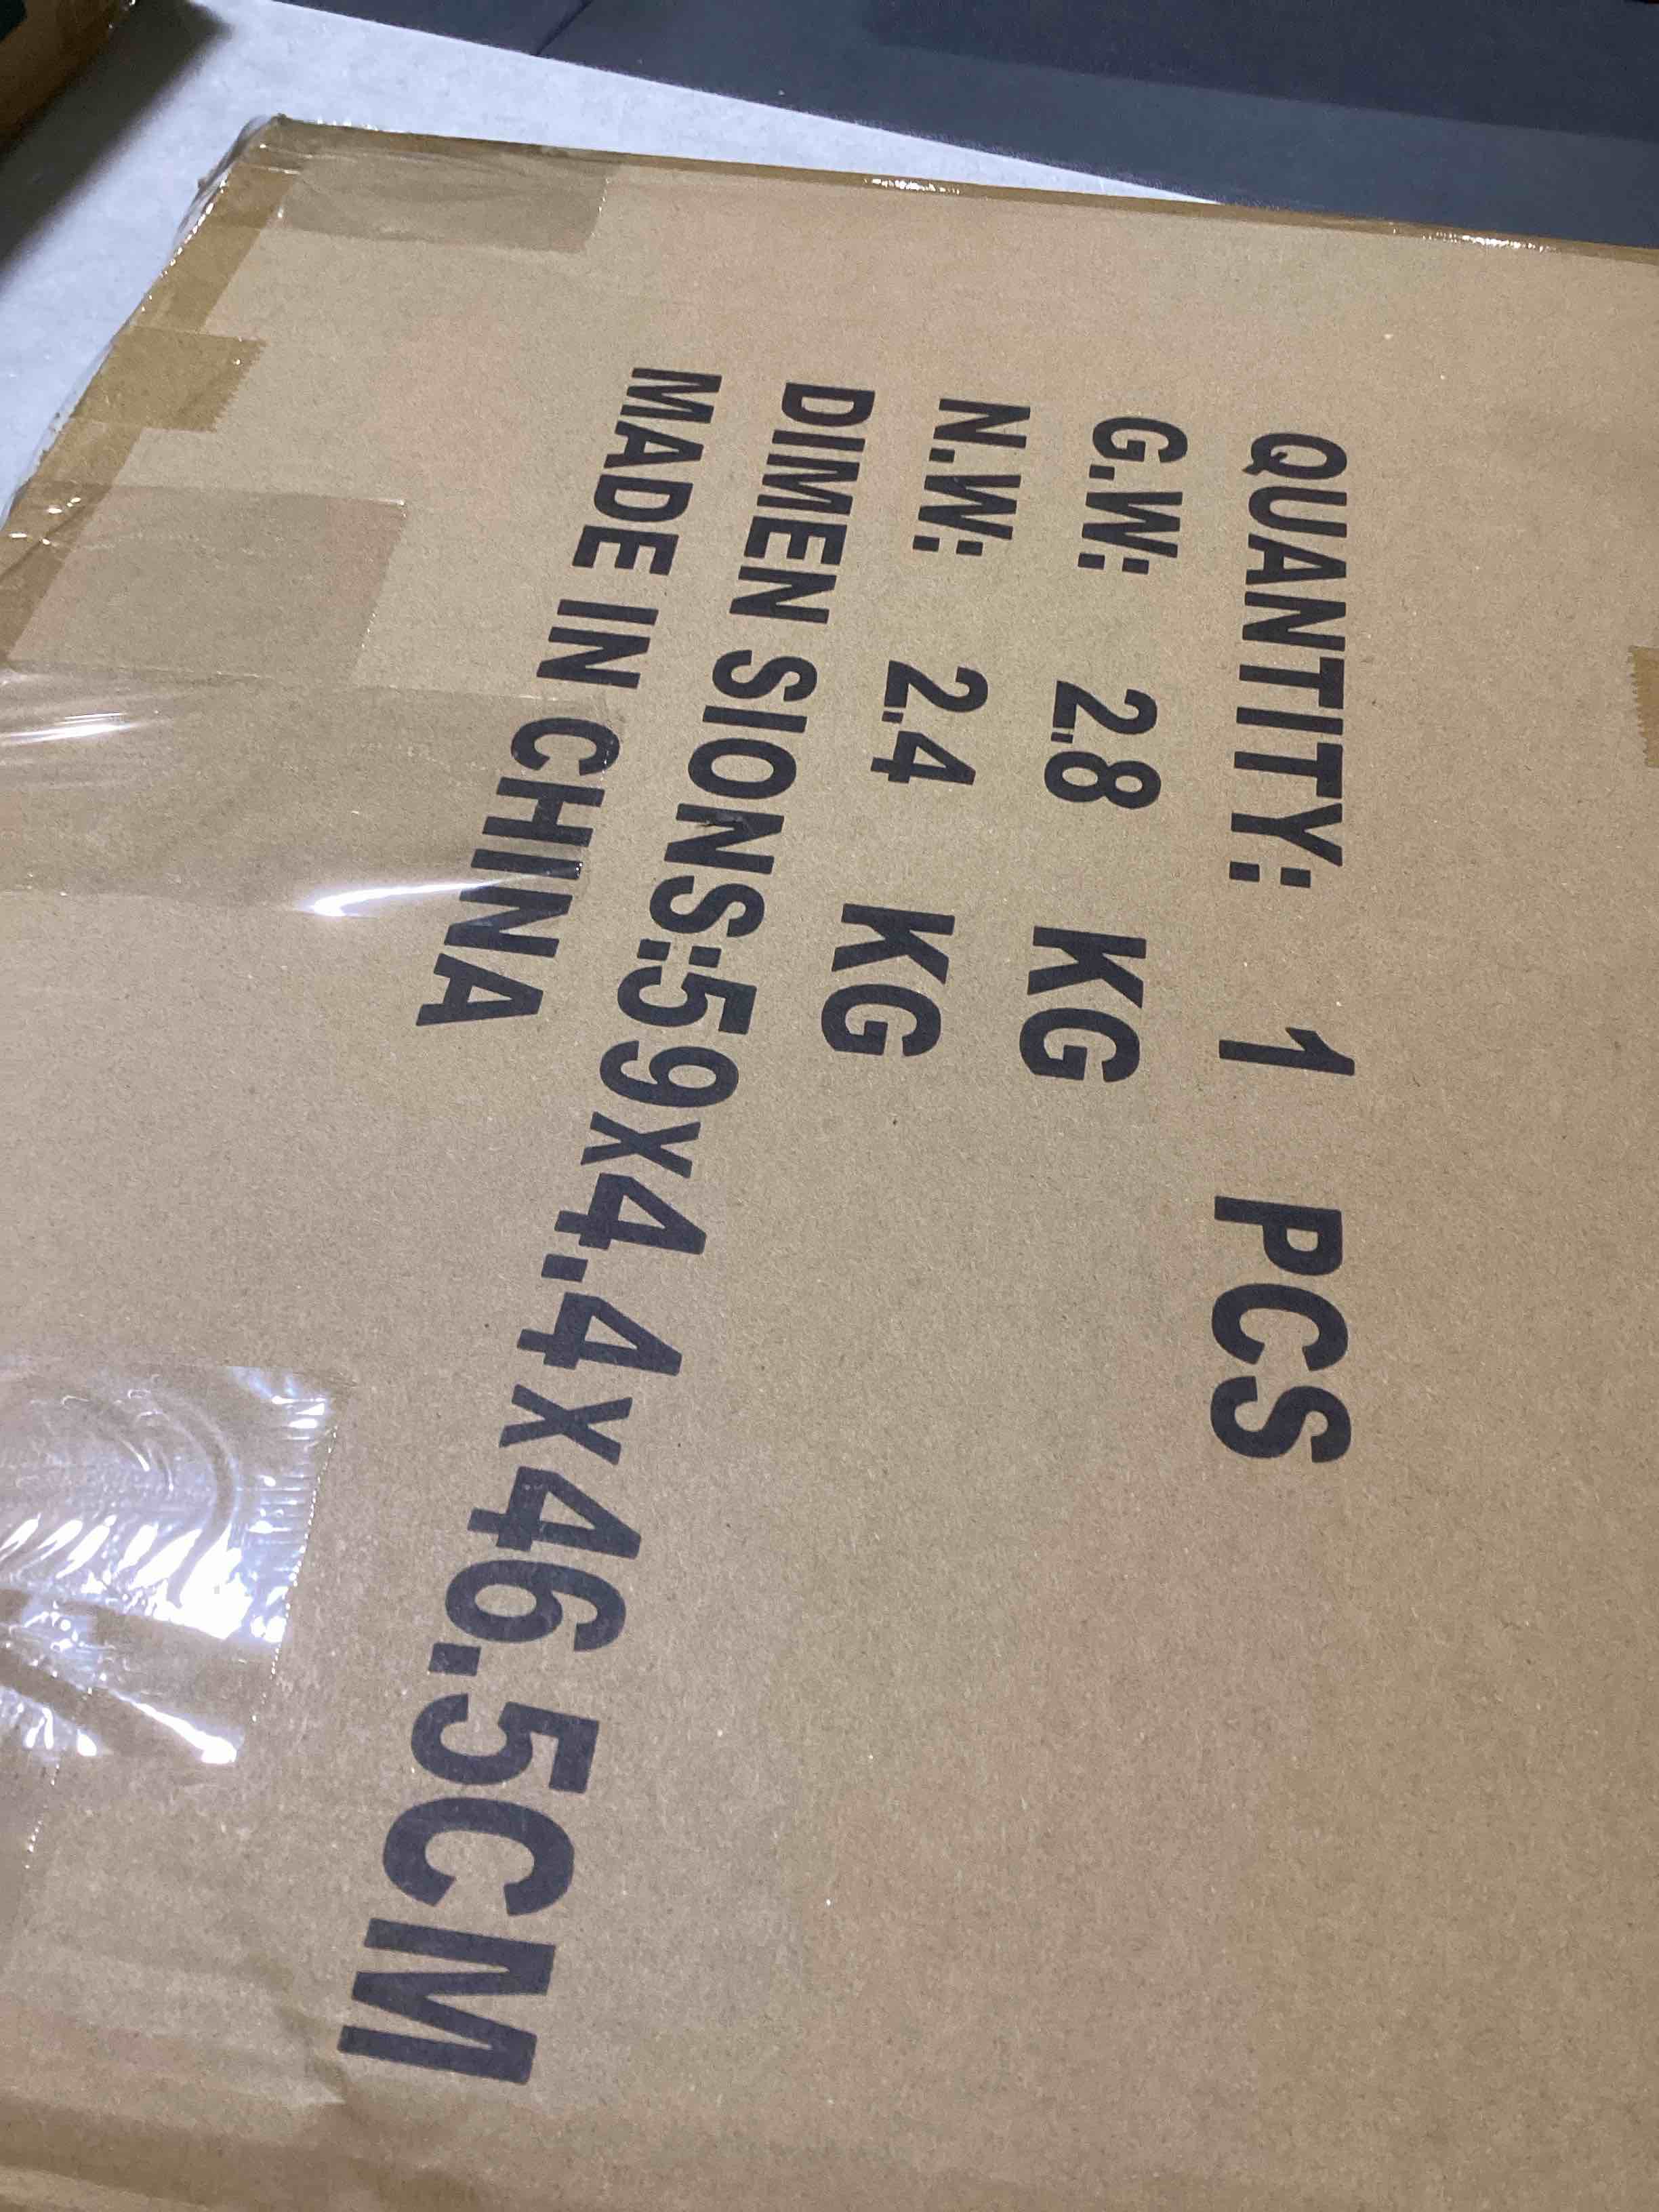 QUANTITY: 1 PCS
G.W: 2.8 KG
N.W: 2.4 KG
DIMEN SIONS:59x4.4x46.5CM
MADE IN CHINA